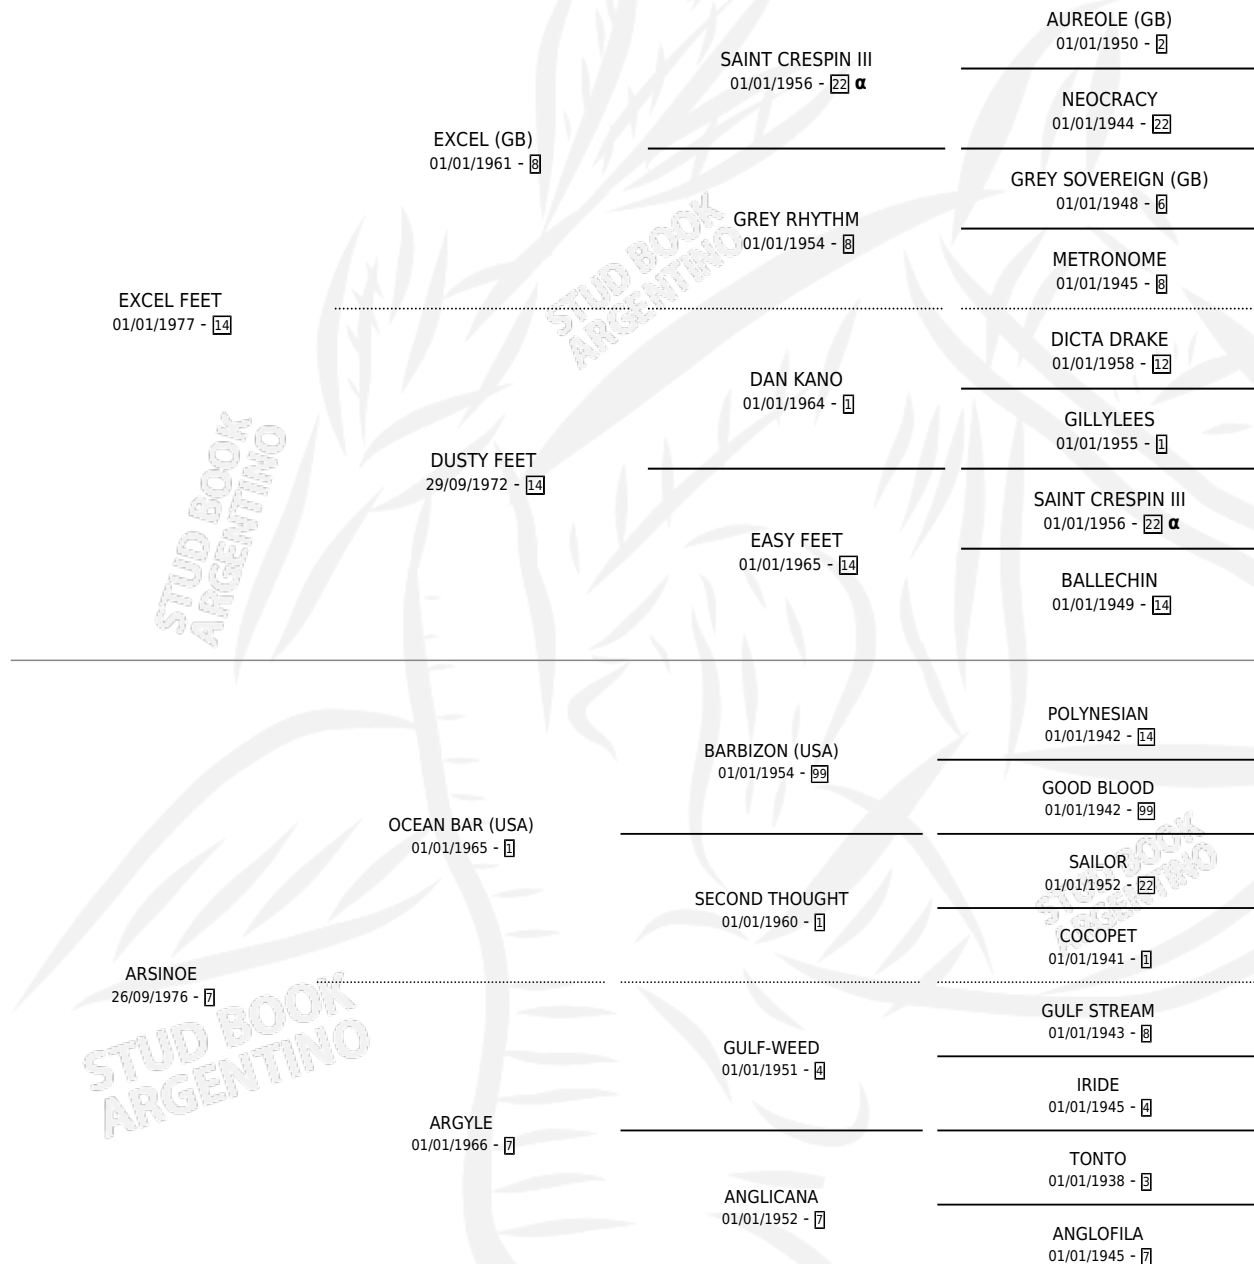 AUREOLE (GB)
01/01/1950 - 2
SAINT CRESPIN III
01/01/1956 - 22 α
NEOCRACY
01/01/1944 - 22
EXCEL (GB)
01/01/1961 - 8
GREY SOVEREIGN (GB)
01/01/1948 - 6
GREY RHYTHM
01/01/1954 - 8
METRONOME
01/01/1945 - 8
EXCEL FEET
01/01/1977 - 14
DICTA DRAKE
01/01/1958 - 12
DAN KANO
01/01/1964 - 1
GILLYLEES
01/01/1955 - 1
DUSTY FEET
29/09/1972 - 14
SAINT CRESPIN III
01/01/1956 - 22 α
EASY FEET
01/01/1965 - 14
BALLECHIN
01/01/1949 - 14
STUD BOOK
ARGENTINO
STUD BOOK
ARGENTINO
POLYNESIAN
01/01/1942 - 14
BARBIZON (USA)
01/01/1954 - 99
GOOD BLOOD
01/01/1942 - 99
OCEAN BAR (USA)
01/01/1965 - 1
SAILOR
01/01/1952 - 22
SECOND THOUGHT
01/01/1960 - 1
COCOPET
01/01/1941 - 1
STUD BOOK
ARGENTINO
ARSINOE
26/09/1976 - 7
GULF STREAM
01/01/1943 - 8
GULF-WEED
01/01/1951 - 4
IRIDE
01/01/1945 - 4
ARGYLE
01/01/1966 - 7
TONTO
01/01/1938 - 3
ANGLICANA
01/01/1952 - 7
ANGLOFILA
01/01/1945 - 7
STUD BOOK
ARGENTINO